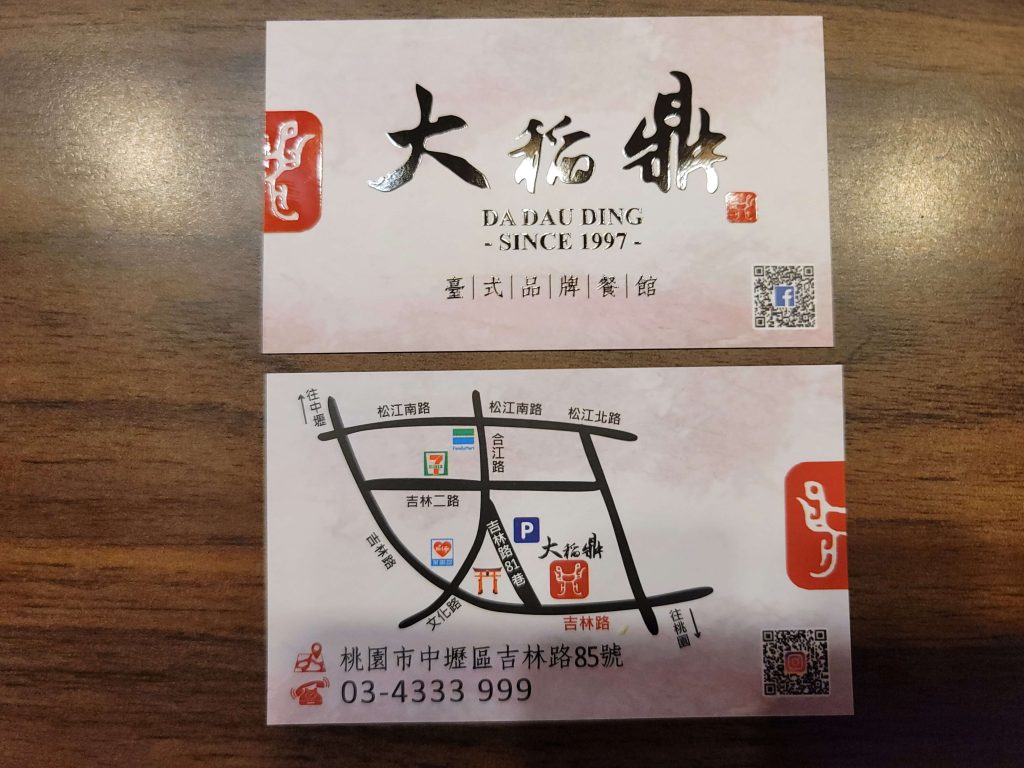 大稻鼎
DA DAU DING
- SINCE 1997 -
臺|式|品|牌|餐|館
往中壢
松江南路
松江南路
松江北路
FamilyMart
合江路
7
吉林二路
吉林路
P
吉林路81巷
大稻鼎
文化路
吉林路
往桃園
桃園市中壢區吉林路85號
03-4333 999